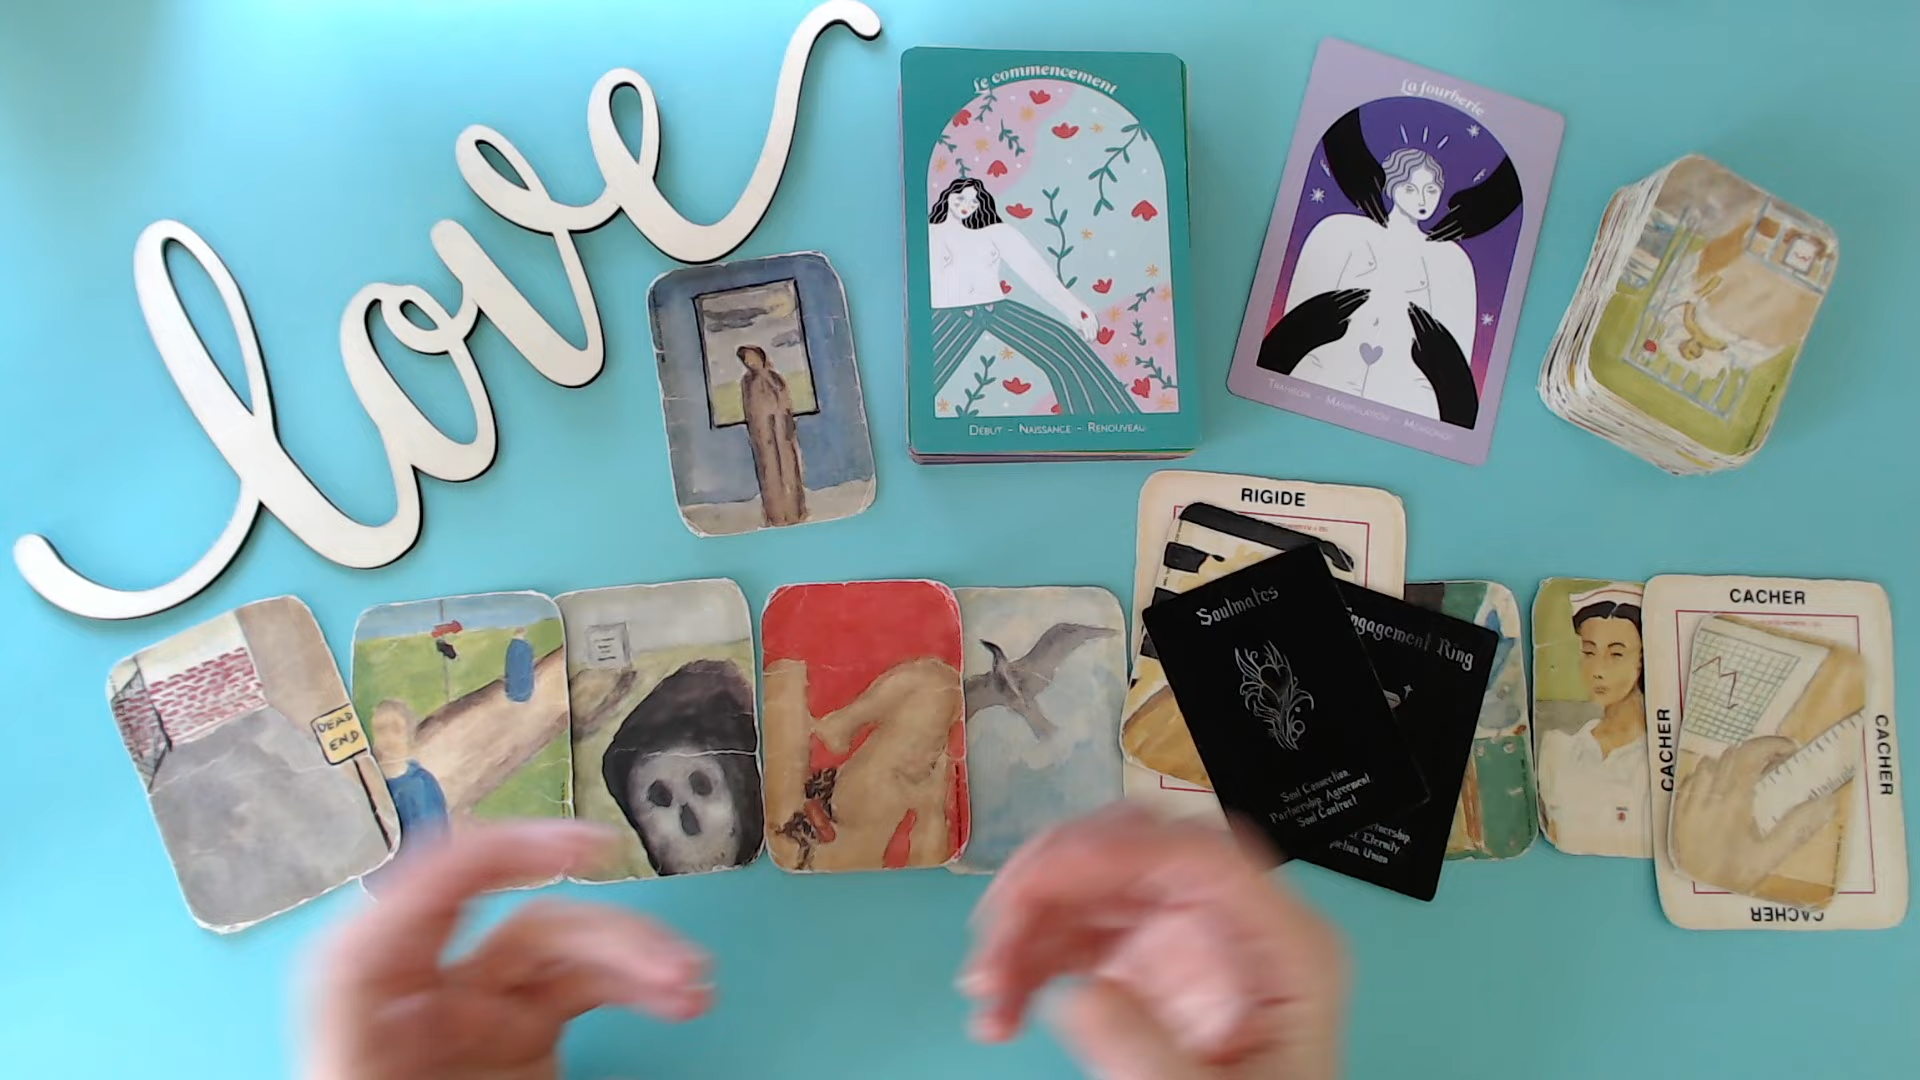 love
Le commencement
DÉBUT - NAISSANCE - RENOUVEAU
La fourberie
TRAHISON - MANIPULATION - MENSONGE
RIGIDE
Soulmates
Soul Connection
Partnership Agreement
Soul Contract
Engagement Ring
Eternity
Union
DEAD
END
CACHER
CACHER
CACHER
CACHER